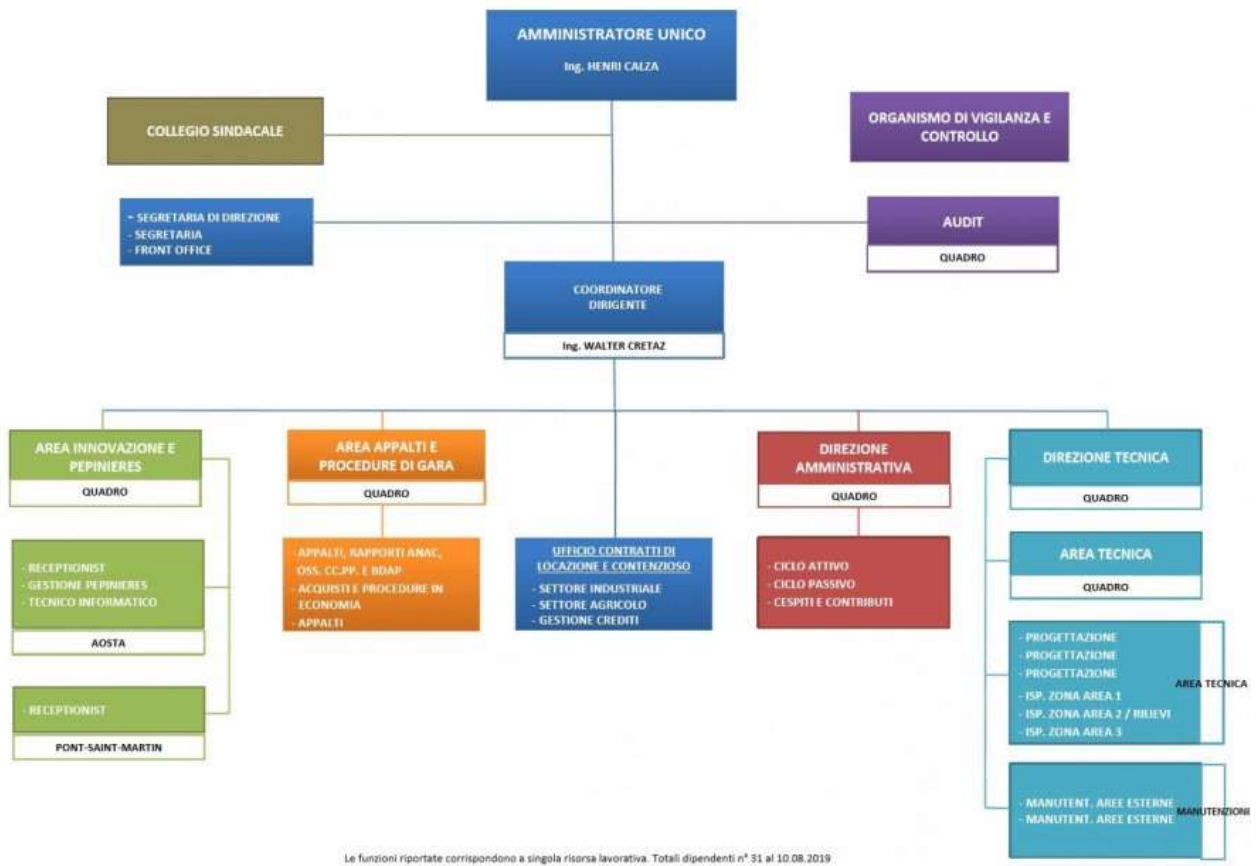 AMMINISTRATORE UNICO
Ing. HENRI CALZA
COLLEGIO SINDACALE
ORGANISMO DI VIGILANZA E
CONTROLLO
- SEGRETARIA DI DIREZIONE
- SEGRETARIA
- FRONT OFFICE
AUDIT
QUADRO
COORDINATORE
DIRIGENTE
Ing. WALTER CRETAZ
AREA INNOVAZIONE E
PEPINIERES
QUADRO
- RECEPTIONIST
- GESTIONE PEPINIERES
- TECNICO INFORMATICO
AOSTA
- RECEPTIONIST
PONT-SAINT-MARTIN
AREA APPALTI E
PROCEDURE DI GARA
QUADRO
- APPALTI, RAPPORTI ANAC,
OSS. CC.PP. E BDAP
- ACQUISTI E PROCEDURE IN
ECONOMIA
- APPALTI
UFFICIO CONTRATTI DI
LOCAZIONE E CONTENZIOSO
- SETTORE INDUSTRIALE
- SETTORE AGRICOLO
- GESTIONE CREDITI
DIREZIONE
AMMINISTRATIVA
QUADRO
- CICLO ATTIVO
- CICLO PASSIVO
- CESPITI E CONTRIBUTI
DIREZIONE TECNICA
QUADRO
AREA TECNICA
QUADRO
- PROGETTAZIONE
- PROGETTAZIONE
- PROGETTAZIONE
- ISP. ZONA AREA 1
- ISP. ZONA AREA 2 / RILIEVI
- ISP. ZONA AREA 3
AREA TECNICA
- MANUTENT. AREE ESTERNE
- MANUTENT. AREE ESTERNE
MANUTENZIONI
Le funzioni riportate corrispondono a singola risorsa lavorativa. Totali dipendenti n° 31 al 10.08.2019